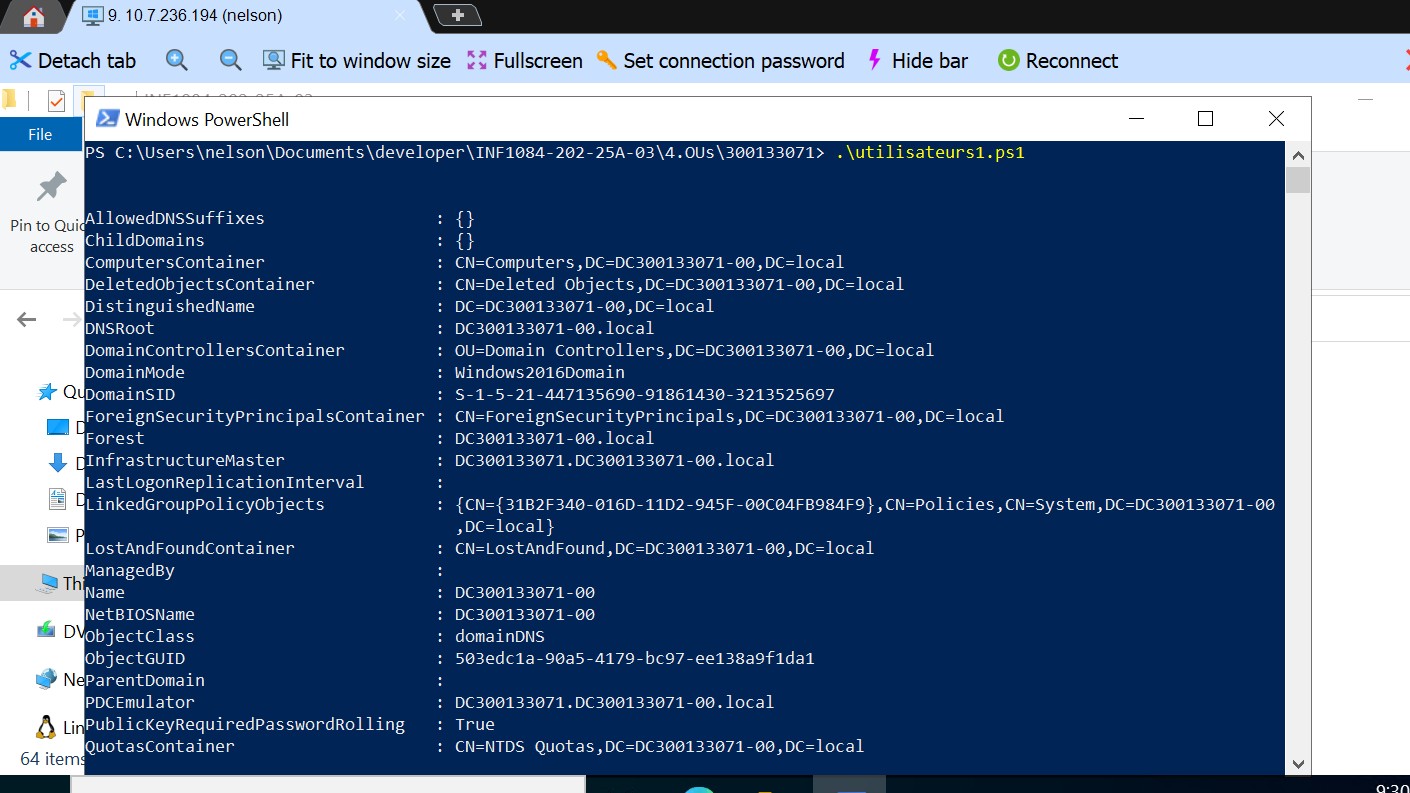 9. 10.7.236.194 (nelson)
Detach tab Fit to window size Fullscreen Set connection password Hide bar Reconnect
File
Windows PowerShell
Pin to Quic
access
Qu
D
D
D
P
Thi
DV
Ne
Lin
64 items
PS C:\Users\nelson\Documents\developer\INF1084-202-25A-03\4.OUs\300133071> .\utilisateurs1.ps1
AllowedDNSSuffixes : {}
ChildDomains : {}
ComputersContainer : CN=Computers,DC=DC300133071-00,DC=local
DeletedObjectsContainer : CN=Deleted Objects,DC=DC300133071-00,DC=local
DistinguishedName : DC=DC300133071-00,DC=local
DNSRoot : DC300133071-00.local
DomainControllersContainer : OU=Domain Controllers,DC=DC300133071-00,DC=local
DomainMode : Windows2016Domain
DomainSID : S-1-5-21-447135690-91861430-3213525697
ForeignSecurityPrincipalsContainer : CN=ForeignSecurityPrincipals,DC=DC300133071-00,DC=local
Forest : DC300133071-00.local
InfrastructureMaster : DC300133071.DC300133071-00.local
LastLogonReplicationInterval :
LinkedGroupPolicyObjects : {CN={31B2F340-016D-11D2-945F-00C04FB984F9},CN=Policies,CN=System,DC=DC300133071-00
,DC=local}
LostAndFoundContainer : CN=LostAndFound,DC=DC300133071-00,DC=local
ManagedBy :
Name : DC300133071-00
NetBIOSName : DC300133071-00
ObjectClass : domainDNS
ObjectGUID : 503edc1a-90a5-4179-bc97-ee138a9f1da1
ParentDomain :
PDCEmulator : DC300133071.DC300133071-00.local
PublicKeyRequiredPasswordRolling : True
QuotasContainer : CN=NTDS Quotas,DC=DC300133071-00,DC=local
9:30